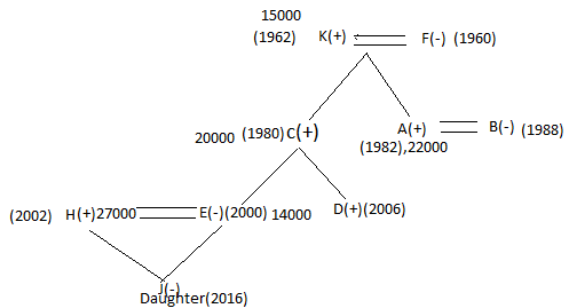 15000
(1962) K(+) F(-) (1960)
20000 (1980) C(+) A(+) B(-) (1988)
(1982),22000
(2002) H(+)27000 E(-)(2000) 14000 D(+)(2006)
J(-)
Daughter(2016)